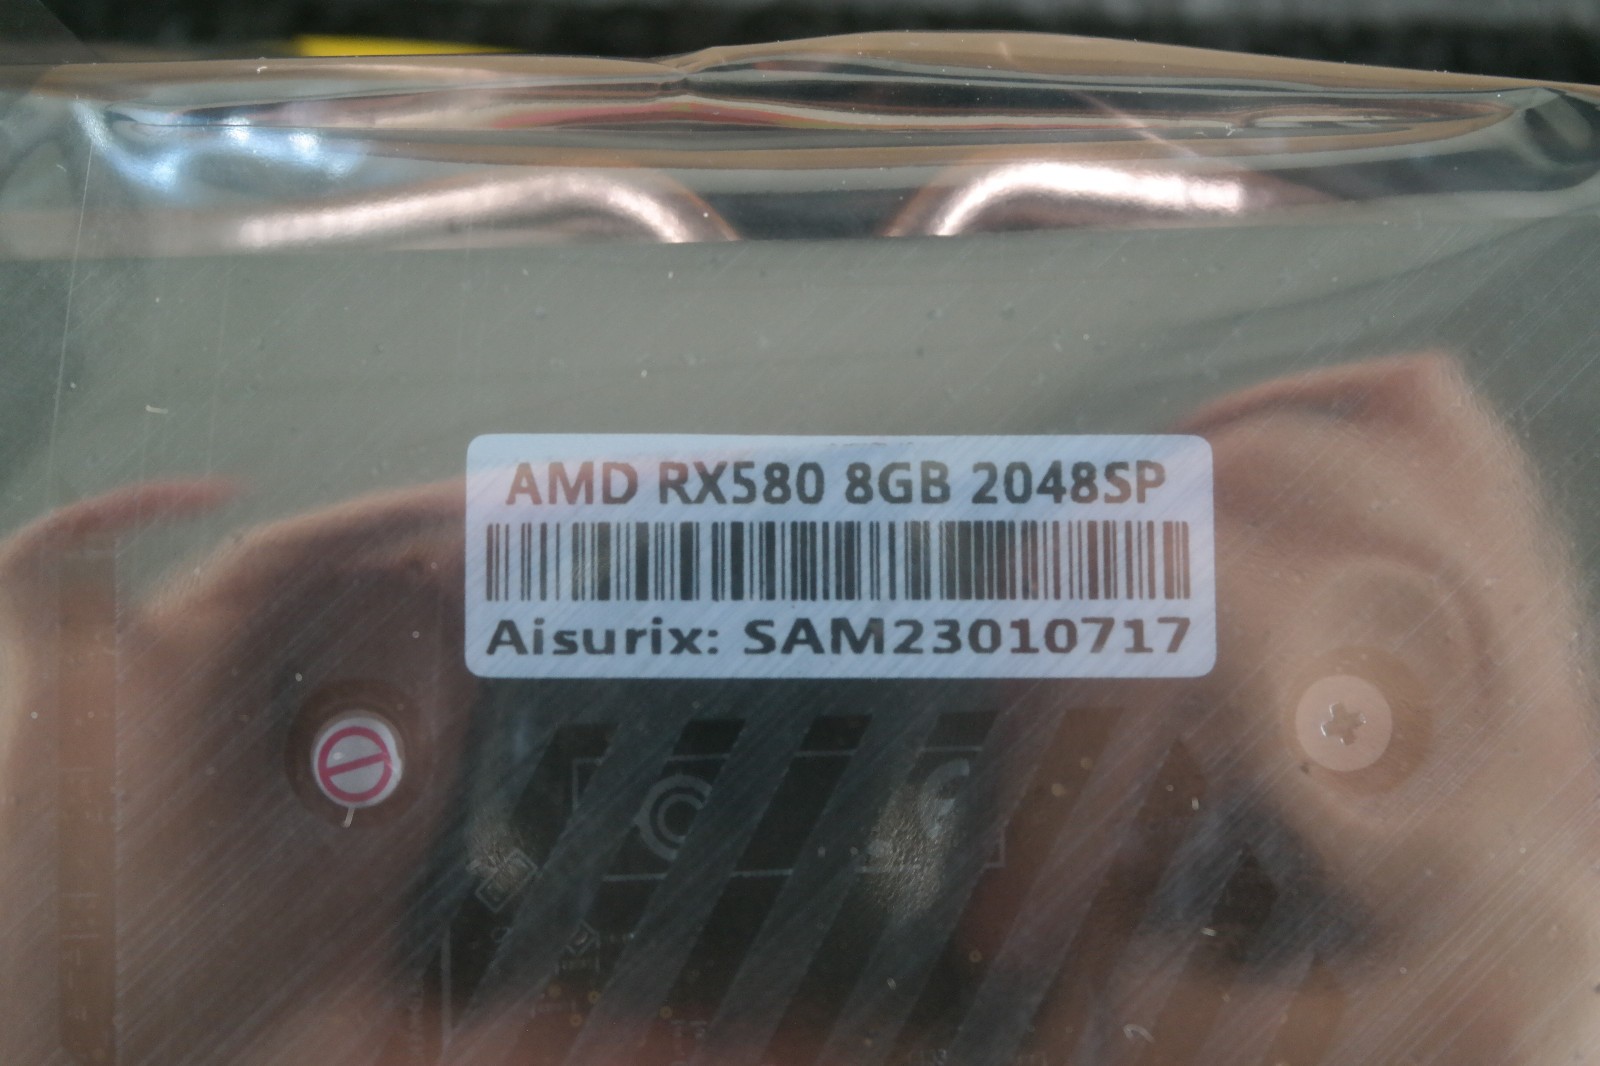 AMD RX580 8GB 2048SP
Aisurix: SAM23010717